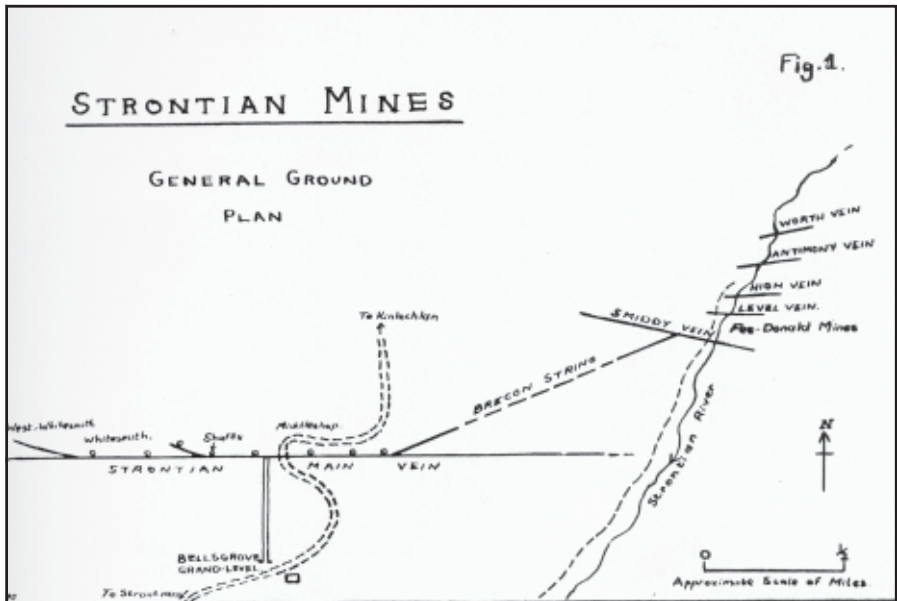 Fig.1.
STRONTIAN MINES
GENERAL GROUND
PLAN
WORTH VEIN
ANTIMONY VEIN
HIGH VEIN
LEVEL VEIN.
SMIDDY VEIN
Fee-Donald Mines
To Kinlochlan
BRECON STRING
West-Whitesmith
Whitesmith.
Shafts
Middleshop.
STRONTIAN MAIN VEIN
Strontian River
N
BELLSGROVE
GRAND-LEVEL
To Strontian
0 ½
Approximate Scale of Miles.